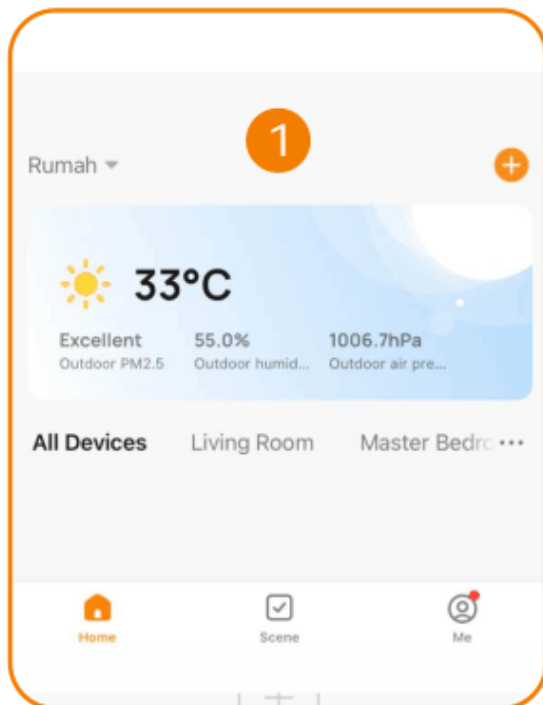 1
Rumah
33°C
Excellent 55.0% 1006.7hPa
Outdoor PM2.5 Outdoor humid... Outdoor air pre...
All Devices Living Room Master Bedro ...
Home Scene Me